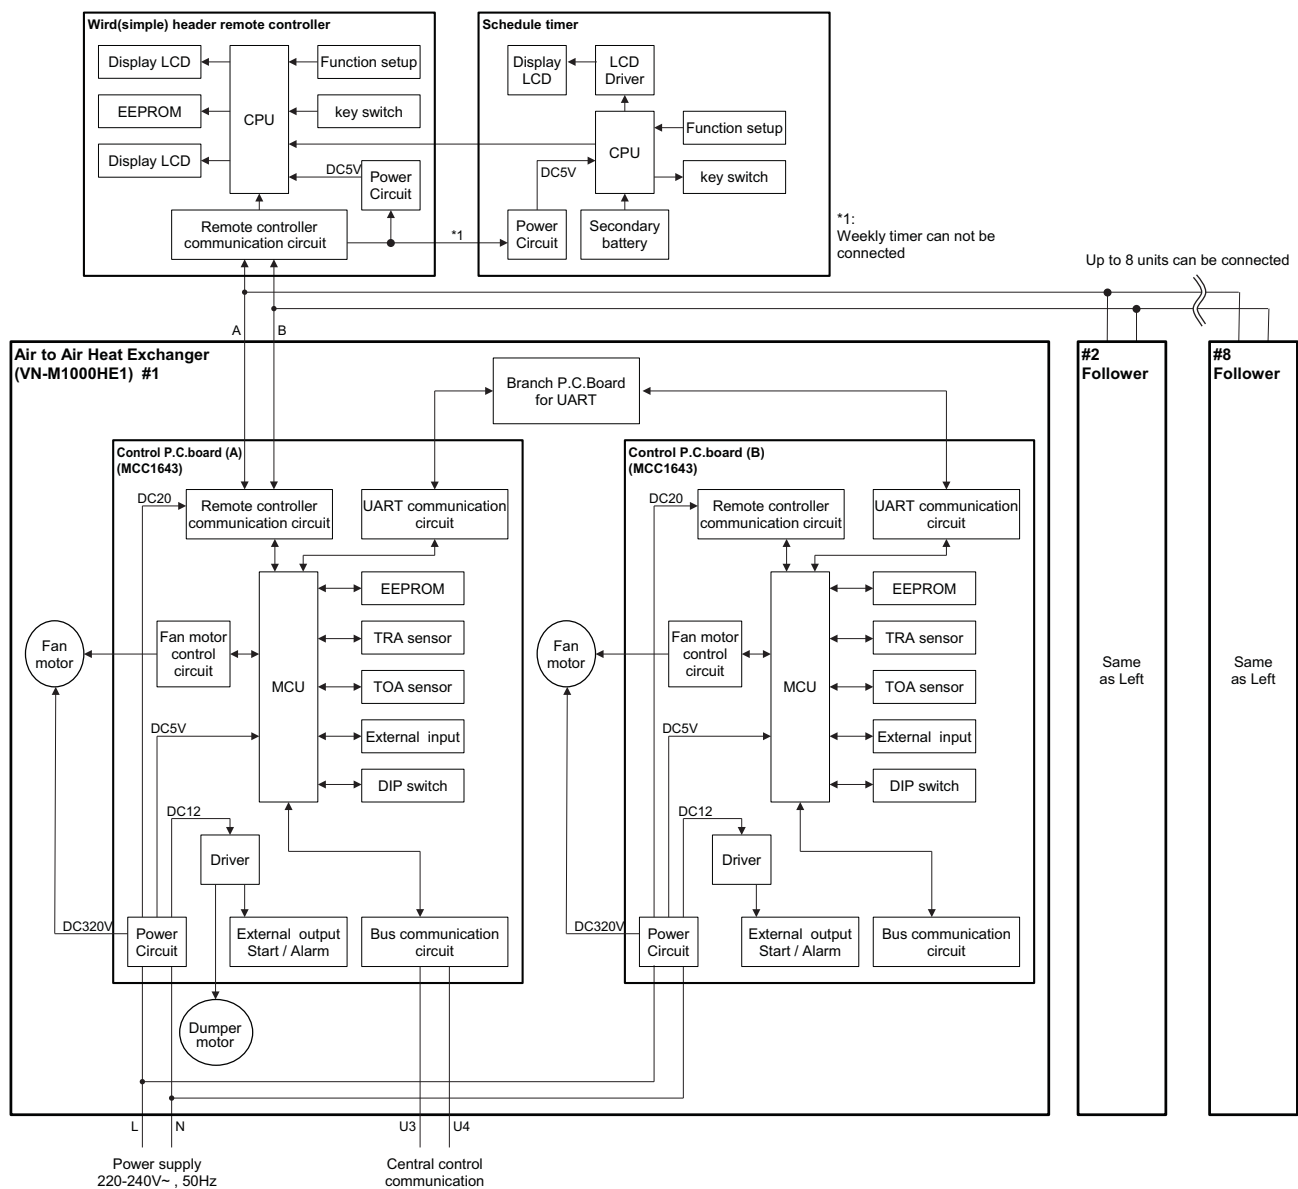 Wird(simple) header remote controller
Display LCD
EEPROM
Display LCD
CPU
Function setup
key switch
DC5V
Power
Circuit
Remote controller
communication circuit
*1
Schedule timer
Display
LCD
LCD
Driver
CPU
Function setup
key switch
DC5V
Power
Circuit
Secondary
battery
*1:
Weekly timer can not be
connected
Up to 8 units can be connected
A
B
Air to Air Heat Exchanger
(VN-M1000HE1) #1
Branch P.C.Board
for UART
Control P.C.board (A)
(MCC1643)
DC20
Remote controller
communication circuit
UART communication
circuit
Fan
motor
Fan motor
control
circuit
MCU
EEPROM
TRA sensor
TOA sensor
External input
DIP switch
DC5V
DC12
Driver
DC320V
Power
Circuit
External output
Start / Alarm
Bus communication
circuit
Dumper
motor
Control P.C.board (B)
(MCC1643)
DC20
Remote controller
communication circuit
UART communication
circuit
Fan
motor
Fan motor
control
circuit
MCU
EEPROM
TRA sensor
TOA sensor
External input
DIP switch
DC5V
DC12
Driver
DC320V
Power
Circuit
External output
Start / Alarm
Bus communication
circuit
#2
Follower
Same
as Left
#8
Follower
Same
as Left
L
N
U3
U4
Power supply
220-240V~ , 50Hz
Central control
communication